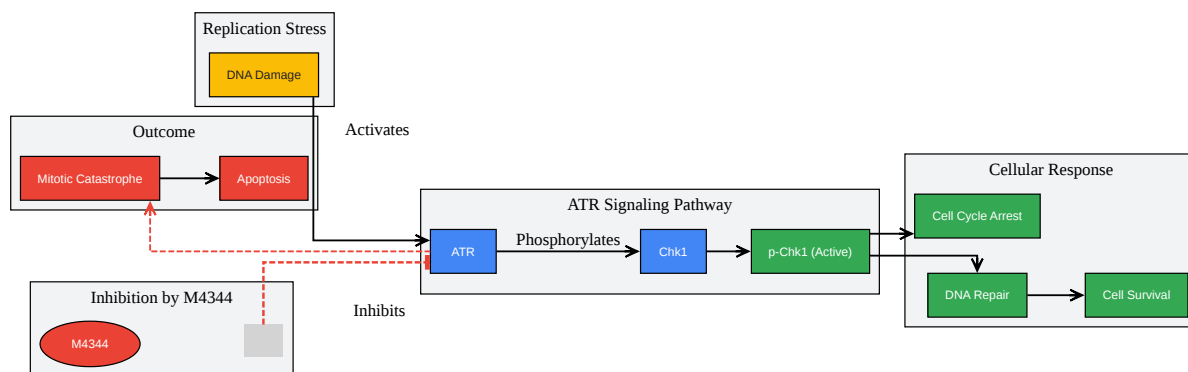 Replication Stress
DNA Damage
Activates
Outcome
Mitotic Catastrophe
Apoptosis
Cellular Response
Cell Cycle Arrest
ATR Signaling Pathway
ATR
Phosphorylates
Chk1
p-Chk1 (Active)
DNA Repair
Cell Survival
Inhibition by M4344
Inhibits
M4344